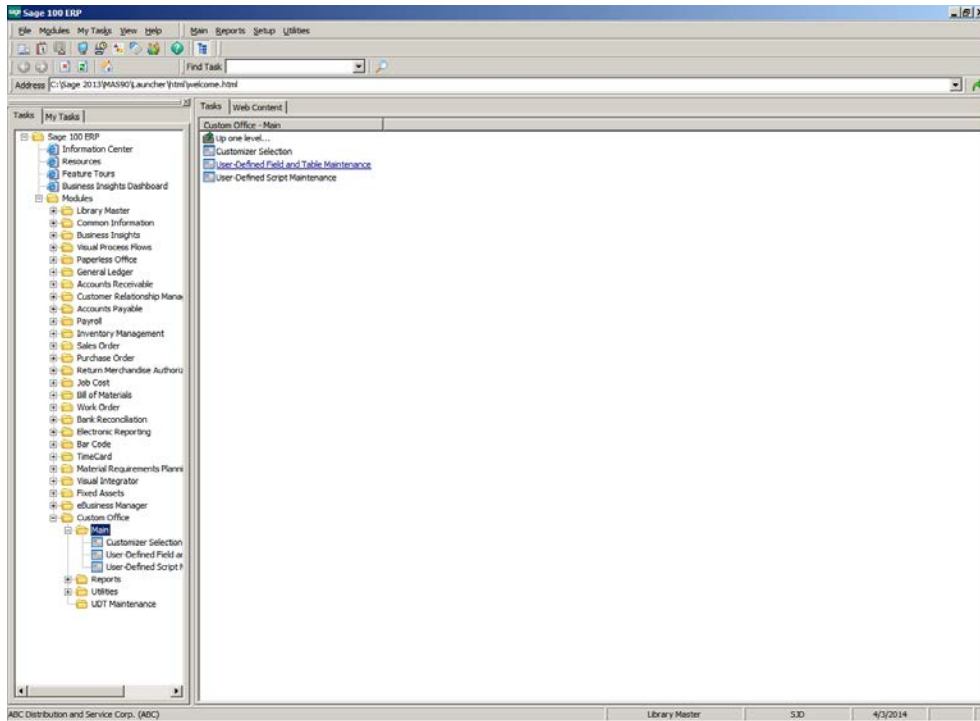 Sage 100 ERP
File Modules My Tasks View Help Main Reports Setup Utilities
Find Task
Address C:\Sage 2013\MAS90\Launcher\html\welcome.html
Tasks My Tasks
Sage 100 ERP
Information Center
Resources
Feature Tours
Business Insights Dashboard
Modules
Library Master
Common Information
Business Insights
Visual Process Flows
Paperless Office
General Ledger
Accounts Receivable
Customer Relationship Mana
Accounts Payable
Payroll
Inventory Management
Sales Order
Purchase Order
Return Merchandise Authoriz
Job Cost
Bill of Materials
Work Order
Bank Reconciliation
Electronic Reporting
Bar Code
TimeCard
Material Requirements Planni
Visual Integrator
Fixed Assets
eBusiness Manager
Custom Office
Main
Customizer Selection
User-Defined Field an
User-Defined Script M
Reports
Utilities
UDT Maintenance
Tasks Web Content
Custom Office - Main
Up one level...
Customizer Selection
User-Defined Field and Table Maintenance
User-Defined Script Maintenance
ABC Distribution and Service Corp. (ABC) Library Master SJD 4/3/2014